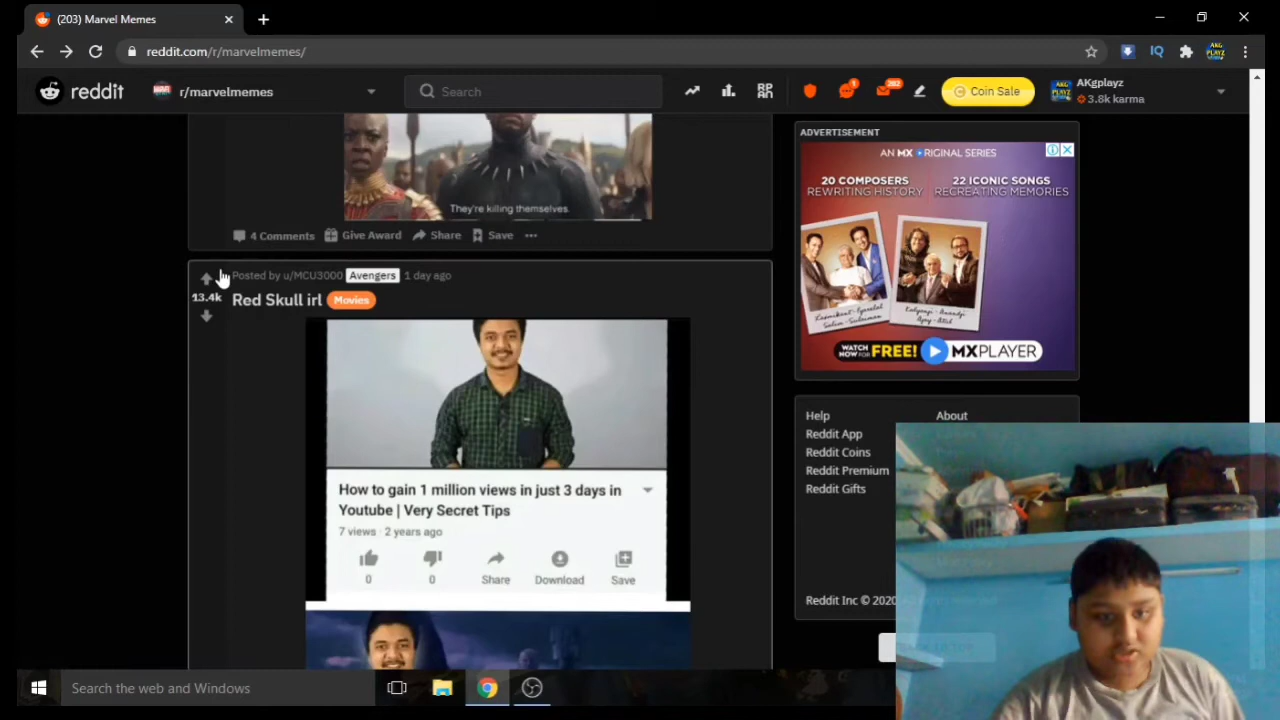 (203) Marvel Memes
reddit.com/r/marvelmemes/
IQ
AKG PLAYZ
reddit
MARVEL
r/marvelmemes
Search
Coin Sale
AKgplayz
3.8k karma
They're killing themselves.
4 Comments Give Award Share Save
Posted by u/MCU3000 Avengers 1 day ago
13.4k
Red Skull irl Movies
How to gain 1 million views in just 3 days in
Youtube | Very Secret Tips
7 views · 2 years ago
0 0 Share Download Save
ADVERTISEMENT
AN MX ORIGINAL SERIES
20 COMPOSERS
REWRITING HISTORY
22 ICONIC SONGS
RECREATING MEMORIES
WATCH NOW FOR FREE! MXPLAYER
Help About
Reddit App
Reddit Coins
Reddit Premium
Reddit Gifts
Reddit Inc © 2020
Search the web and Windows